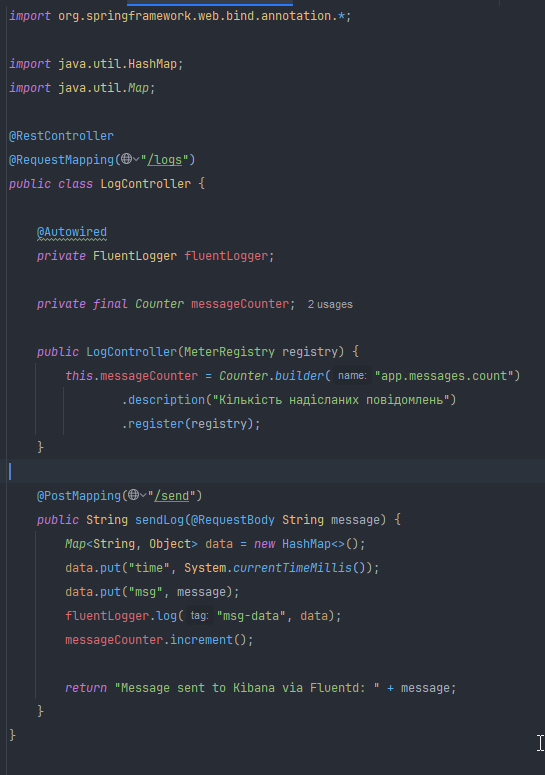 import org.springframework.web.bind.annotation.*;
import java.util.HashMap;
import java.util.Map;
@RestController
@RequestMapping("/logs")
public class LogController {
@Autowired
private FluentLogger fluentLogger;
private final Counter messageCounter; 2 usages
public LogController(MeterRegistry registry) {
this.messageCounter = Counter.builder( name: "app.messages.count")
.description("Кількість надісланих повідомлень")
.register(registry);
}
@PostMapping("/send")
public String sendLog(@RequestBody String message) {
Map<String, Object> data = new HashMap<>();
data.put("time", System.currentTimeMillis());
data.put("msg", message);
fluentLogger.log( tag: "msg-data", data);
messageCounter.increment();
return "Message sent to Kibana via Fluentd: " + message;
}
}